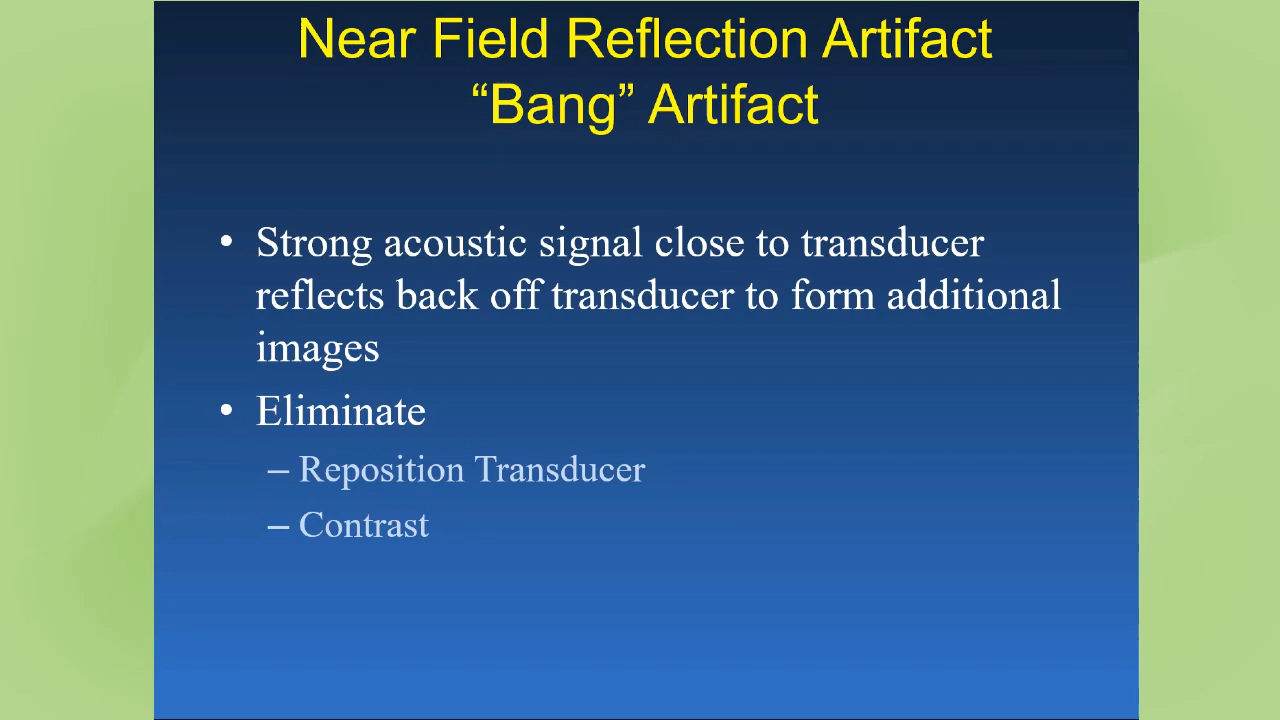 Near Field Reflection Artifact
“Bang” Artifact
• Strong acoustic signal close to transducer
reflects back off transducer to form additional
images
• Eliminate
– Reposition Transducer
– Contrast